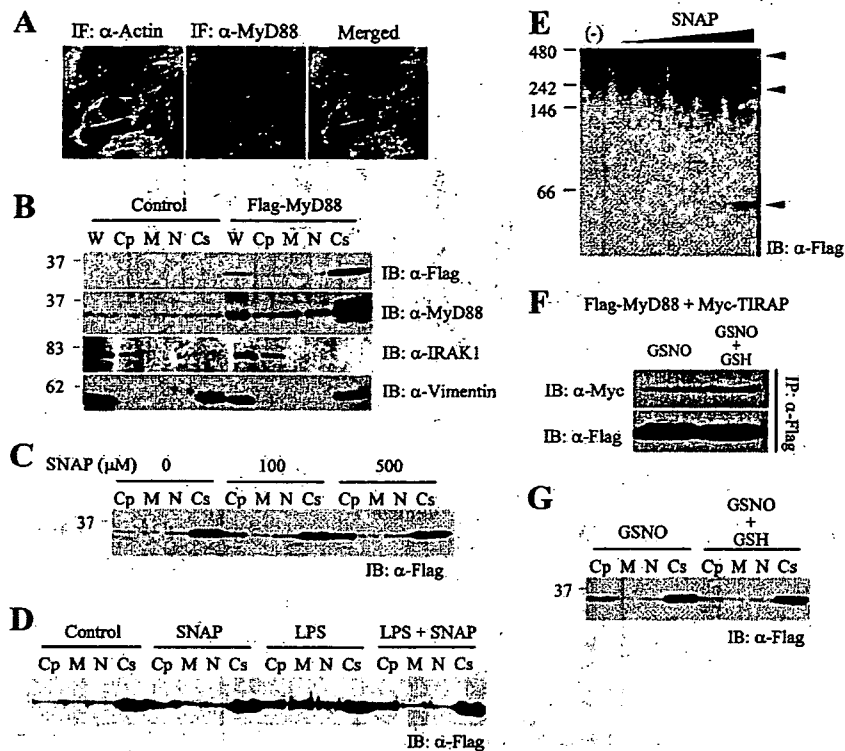 A
IF: α-Actin IF: α-MyD88 Merged
B
Control Flag-MyD88
W Cp M N Cs W Cp M N Cs
37 IB: α-Flag
37 IB: α-MyD88
83 IB: α-IRAK1
62 IB: α-Vimentin
C
SNAP (μM) 0 100 500
Cp M N Cs Cp M N Cs Cp M N Cs
37
IB: α-Flag
D
Control SNAP LPS LPS + SNAP
Cp M N Cs Cp M N Cs Cp M N Cs Cp M N Cs
IB: α-Flag
E
(-) SNAP
480
242
146
66
IB: α-Flag
F
Flag-MyD88 + Myc-TIRAP
GSNO GSNO
+
GSH
IB: α-Myc
IB: α-Flag
IP: α-Flag
G
GSNO GSNO
+
GSH
Cp M N Cs Cp M N Cs
37
IB: α-Flag